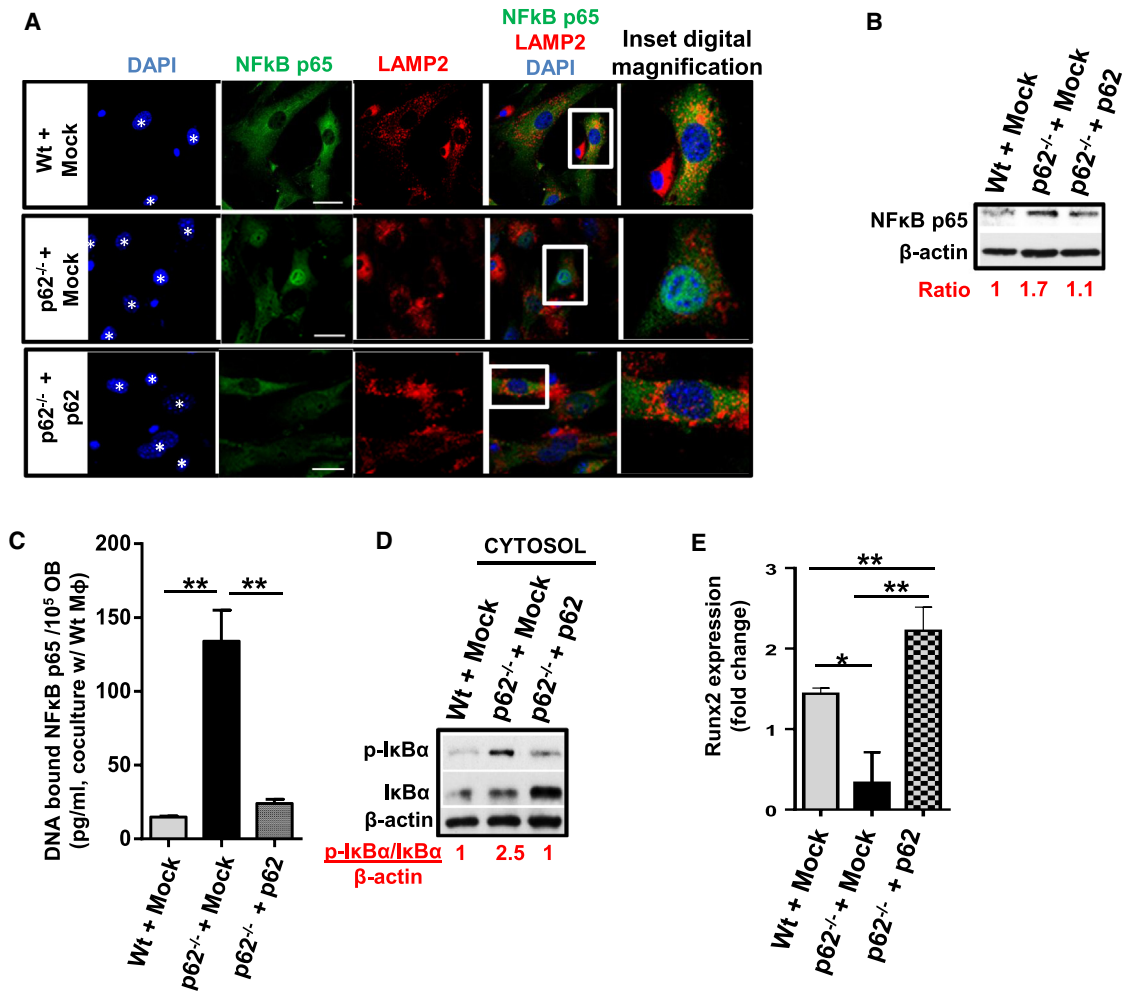 A
DAPI
NFkB p65
LAMP2
NFkB p65
LAMP2
DAPI
Inset digital
magnification
Wt +
Mock
* * *
p62-/- +
Mock
* * * * * *
p62-/- +
p62
* * * * *
B
Wt + Mock
p62-/-+ Mock
p62-/-+ p62
NFκB p65
β-actin
Ratio 1 1.7 1.1
C
DNA bound NFκB p65 /10⁵ OB
(pg/ml, coculture w/ Wt Mϕ)
200
150
100
50
0
** **
Wt + Mock
p62-/-+ Mock
p62-/- + p62
D
CYTOSOL
Wt + Mock
p62-/-+ Mock
p62-/-+ p62
p-IκBα
IκBα
β-actin
p-IκBα/IκBα 1 2.5 1
β-actin
E
Runx2 expression
(fold change)
3
2
1
0
**
**
*
Wt + Mock
p62-/-+ Mock
p62-/- + p62